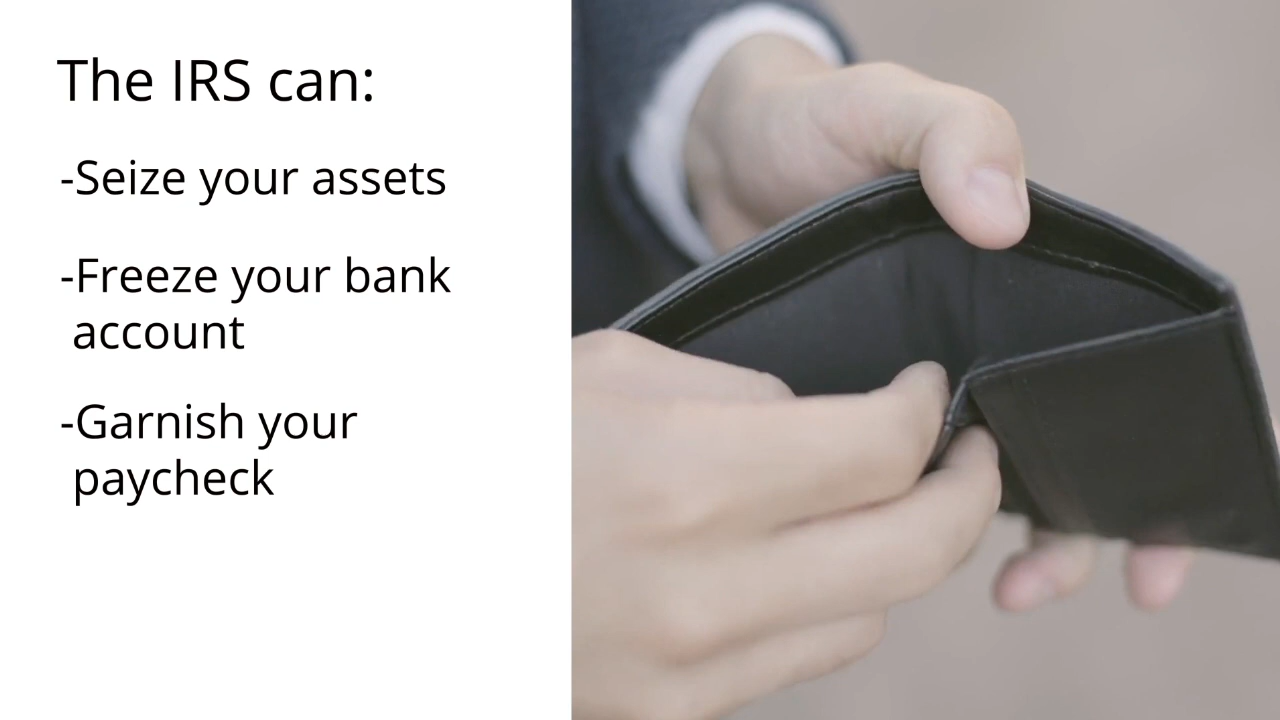 The IRS can:
-Seize your assets
-Freeze your bank
account
-Garnish your
paycheck